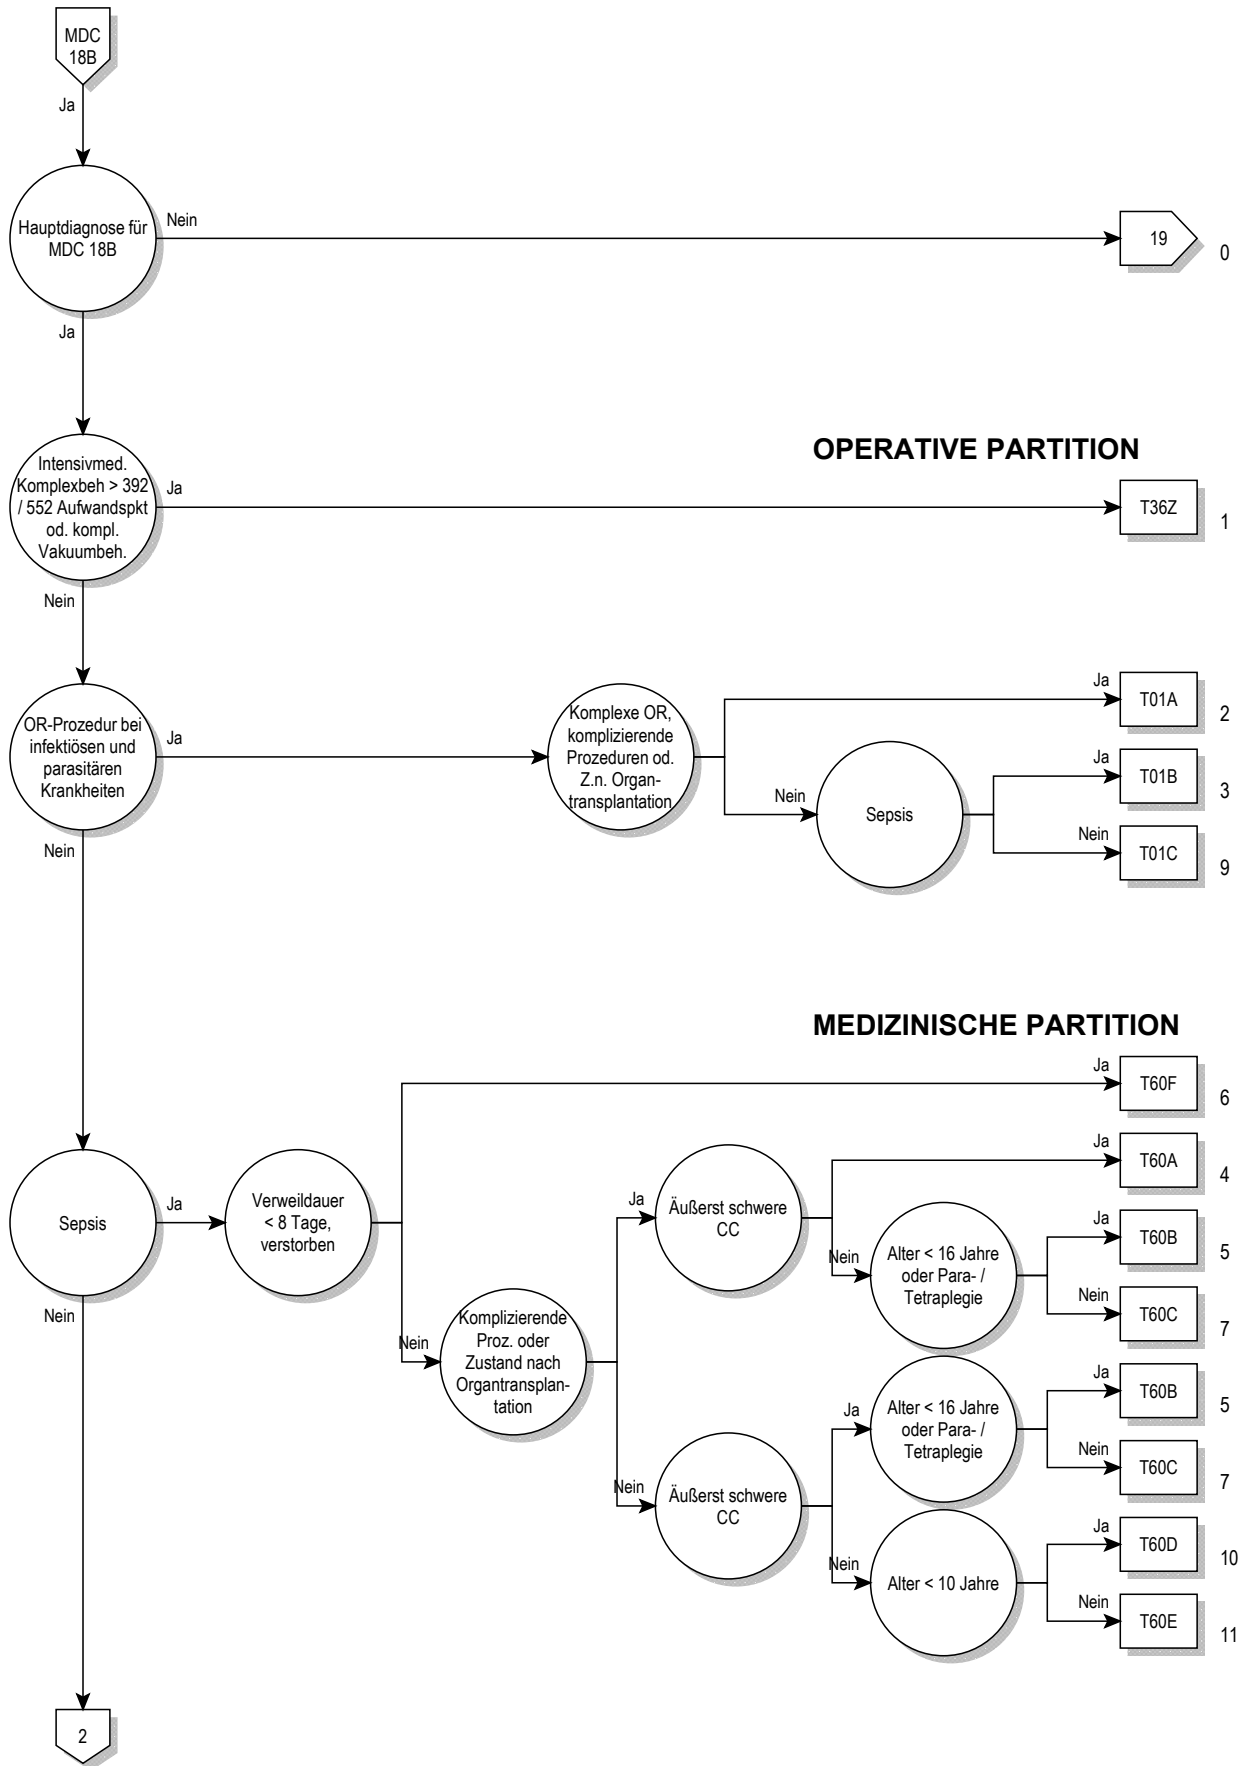 MDC
18B
Ja
Hauptdiagnose für
MDC 18B
Nein
19
0
Ja
OPERATIVE PARTITION
Intensivmed.
Komplexbeh > 392
/ 552 Aufwandspkt
od. kompl.
Vakuumbeh.
Ja
T36Z
1
Nein
OR-Prozedur bei
infektiösen und
parasitären
Krankheiten
Ja
Komplexe OR,
komplizierende
Prozeduren od.
Z.n. Organ-
transplantation
Ja
T01A
2
Nein
Sepsis
Ja
T01B
3
Nein
T01C
9
Nein
MEDIZINISCHE PARTITION
Sepsis
Ja
Verweildauer
< 8 Tage,
verstorben
Ja
T60F
6
Nein
Komplizierende
Proz. oder
Zustand nach
Organtransplan-
tation
Ja
Äußerst schwere
CC
Ja
T60A
4
Nein
Alter < 16 Jahre
oder Para- /
Tetraplegie
Ja
T60B
5
Nein
T60C
7
Nein
Äußerst schwere
CC
Ja
Alter < 16 Jahre
oder Para- /
Tetraplegie
Ja
T60B
5
Nein
T60C
7
Nein
Alter < 10 Jahre
Ja
T60D
10
Nein
T60E
11
Nein
2